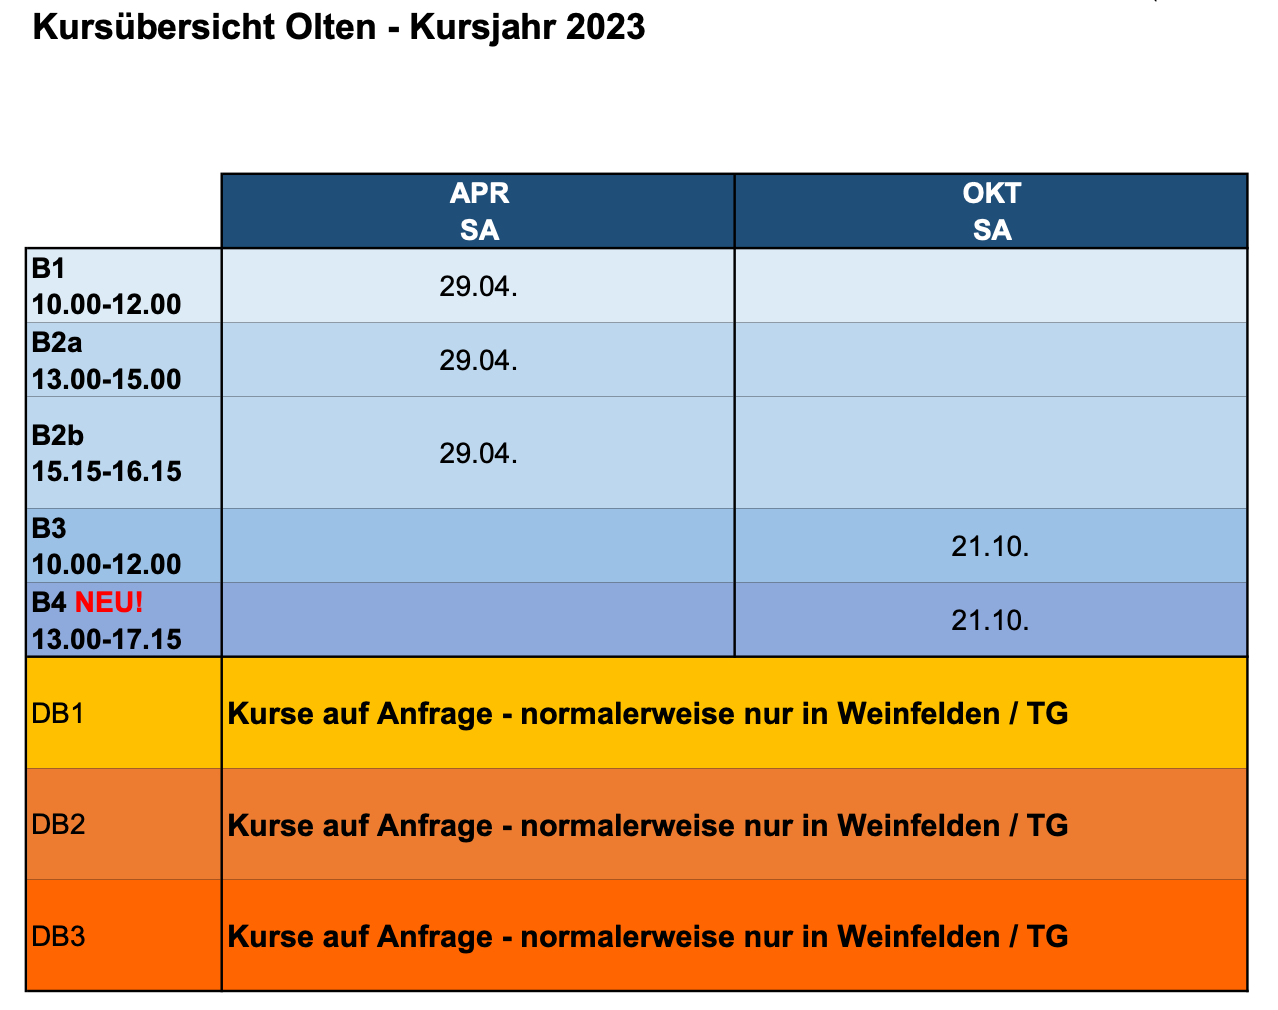 Kursübersicht Olten - Kursjahr 2023
APR
SA
OKT
SA
B1
10.00-12.00
29.04.
B2a
13.00-15.00
29.04.
B2b
15.15-16.15
29.04.
B3
10.00-12.00
21.10.
B4 NEU!
13.00-17.15
21.10.
DB1
Kurse auf Anfrage - normalerweise nur in Weinfelden / TG
DB2
Kurse auf Anfrage - normalerweise nur in Weinfelden / TG
DB3
Kurse auf Anfrage - normalerweise nur in Weinfelden / TG